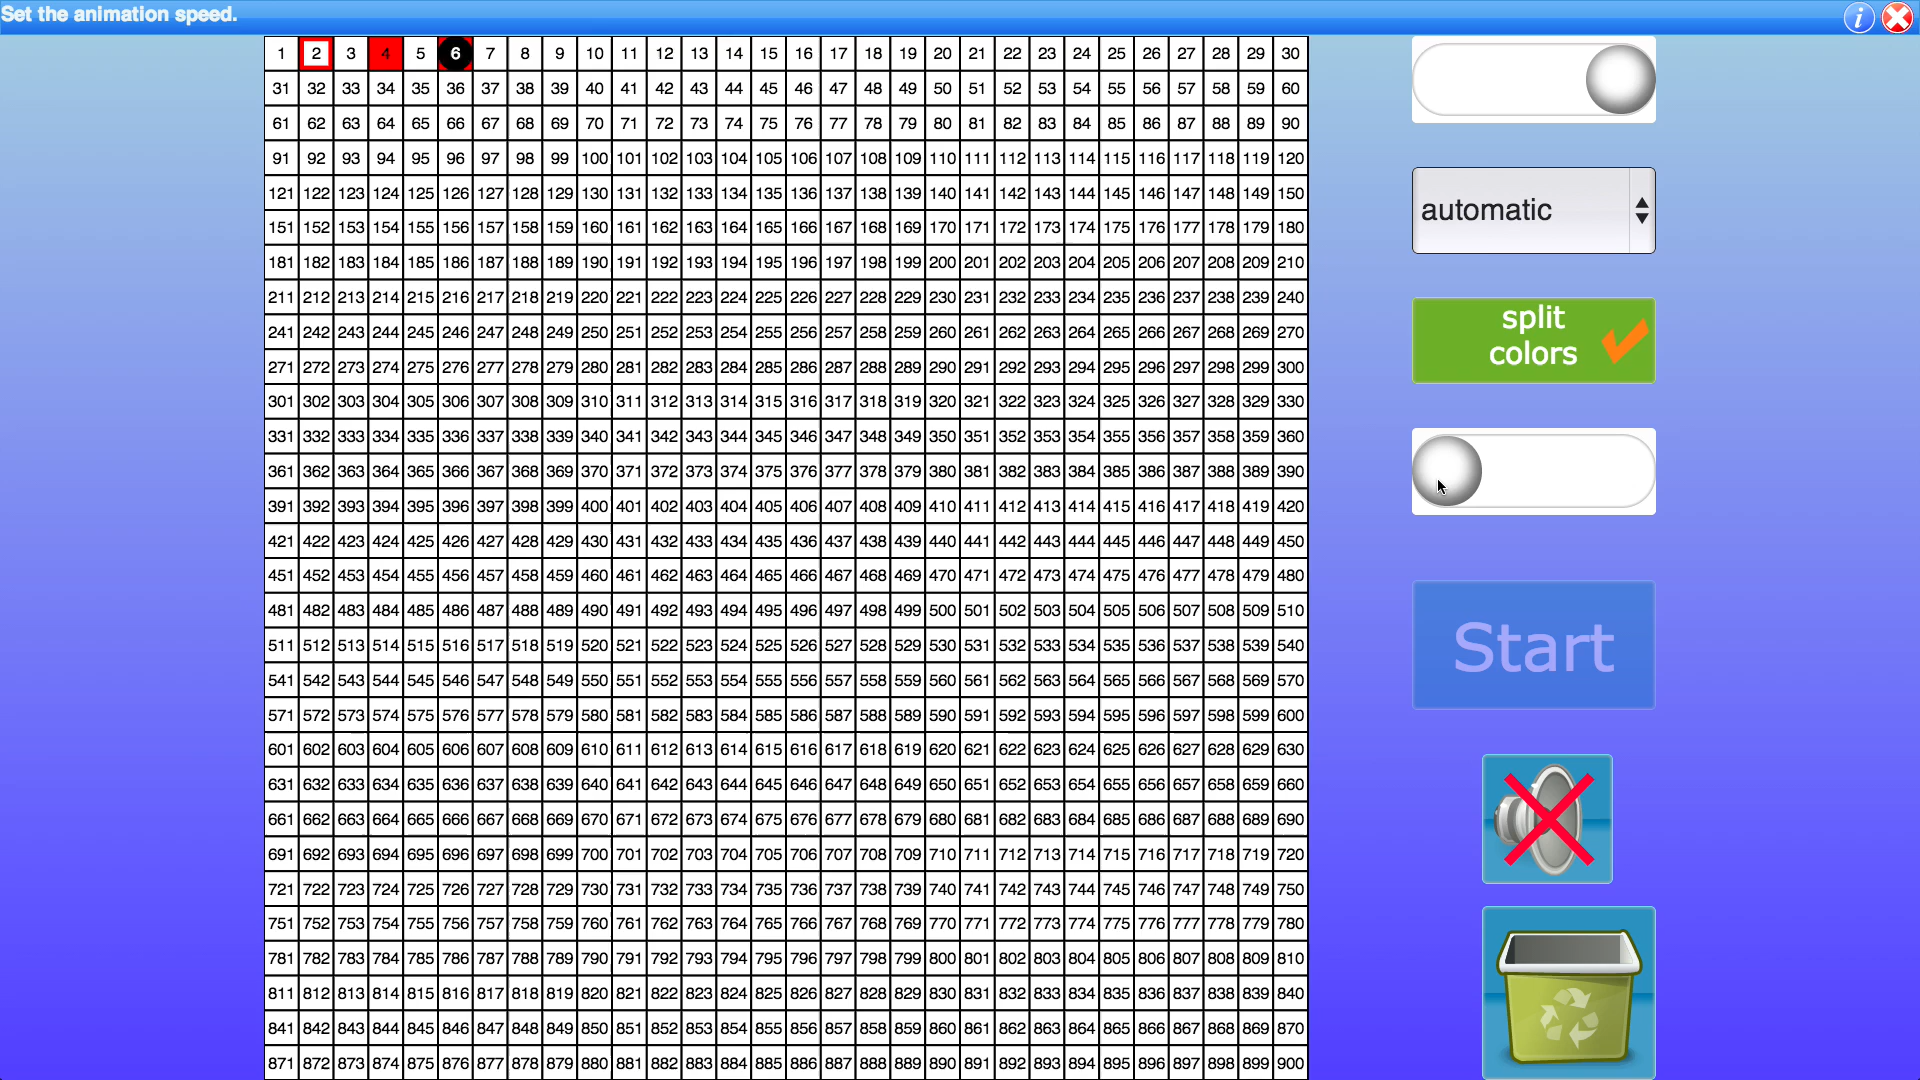 Set the animation speed.
1 2 3 4 5 6 7 8 9 10 11 12 13 14 15 16 17 18 19 20 21 22 23 24 25 26 27 28 29 30
31 32 33 34 35 36 37 38 39 40 41 42 43 44 45 46 47 48 49 50 51 52 53 54 55 56 57 58 59 60
61 62 63 64 65 66 67 68 69 70 71 72 73 74 75 76 77 78 79 80 81 82 83 84 85 86 87 88 89 90
91 92 93 94 95 96 97 98 99 100 101 102 103 104 105 106 107 108 109 110 111 112 113 114 115 116 117 118 119 120
121 122 123 124 125 126 127 128 129 130 131 132 133 134 135 136 137 138 139 140 141 142 143 144 145 146 147 148 149 150
151 152 153 154 155 156 157 158 159 160 161 162 163 164 165 166 167 168 169 170 171 172 173 174 175 176 177 178 179 180
181 182 183 184 185 186 187 188 189 190 191 192 193 194 195 196 197 198 199 200 201 202 203 204 205 206 207 208 209 210
211 212 213 214 215 216 217 218 219 220 221 222 223 224 225 226 227 228 229 230 231 232 233 234 235 236 237 238 239 240
241 242 243 244 245 246 247 248 249 250 251 252 253 254 255 256 257 258 259 260 261 262 263 264 265 266 267 268 269 270
271 272 273 274 275 276 277 278 279 280 281 282 283 284 285 286 287 288 289 290 291 292 293 294 295 296 297 298 299 300
301 302 303 304 305 306 307 308 309 310 311 312 313 314 315 316 317 318 319 320 321 322 323 324 325 326 327 328 329 330
331 332 333 334 335 336 337 338 339 340 341 342 343 344 345 346 347 348 349 350 351 352 353 354 355 356 357 358 359 360
361 362 363 364 365 366 367 368 369 370 371 372 373 374 375 376 377 378 379 380 381 382 383 384 385 386 387 388 389 390
391 392 393 394 395 396 397 398 399 400 401 402 403 404 405 406 407 408 409 410 411 412 413 414 415 416 417 418 419 420
421 422 423 424 425 426 427 428 429 430 431 432 433 434 435 436 437 438 439 440 441 442 443 444 445 446 447 448 449 450
451 452 453 454 455 456 457 458 459 460 461 462 463 464 465 466 467 468 469 470 471 472 473 474 475 476 477 478 479 480
481 482 483 484 485 486 487 488 489 490 491 492 493 494 495 496 497 498 499 500 501 502 503 504 505 506 507 508 509 510
511 512 513 514 515 516 517 518 519 520 521 522 523 524 525 526 527 528 529 530 531 532 533 534 535 536 537 538 539 540
541 542 543 544 545 546 547 548 549 550 551 552 553 554 555 556 557 558 559 560 561 562 563 564 565 566 567 568 569 570
571 572 573 574 575 576 577 578 579 580 581 582 583 584 585 586 587 588 589 590 591 592 593 594 595 596 597 598 599 600
601 602 603 604 605 606 607 608 609 610 611 612 613 614 615 616 617 618 619 620 621 622 623 624 625 626 627 628 629 630
631 632 633 634 635 636 637 638 639 640 641 642 643 644 645 646 647 648 649 650 651 652 653 654 655 656 657 658 659 660
661 662 663 664 665 666 667 668 669 670 671 672 673 674 675 676 677 678 679 680 681 682 683 684 685 686 687 688 689 690
691 692 693 694 695 696 697 698 699 700 701 702 703 704 705 706 707 708 709 710 711 712 713 714 715 716 717 718 719 720
721 722 723 724 725 726 727 728 729 730 731 732 733 734 735 736 737 738 739 740 741 742 743 744 745 746 747 748 749 750
751 752 753 754 755 756 757 758 759 760 761 762 763 764 765 766 767 768 769 770 771 772 773 774 775 776 777 778 779 780
781 782 783 784 785 786 787 788 789 790 791 792 793 794 795 796 797 798 799 800 801 802 803 804 805 806 807 808 809 810
811 812 813 814 815 816 817 818 819 820 821 822 823 824 825 826 827 828 829 830 831 832 833 834 835 836 837 838 839 840
841 842 843 844 845 846 847 848 849 850 851 852 853 854 855 856 857 858 859 860 861 862 863 864 865 866 867 868 869 870
871 872 873 874 875 876 877 878 879 880 881 882 883 884 885 886 887 888 889 890 891 892 893 894 895 896 897 898 899 900
automatic
split
colors
Start